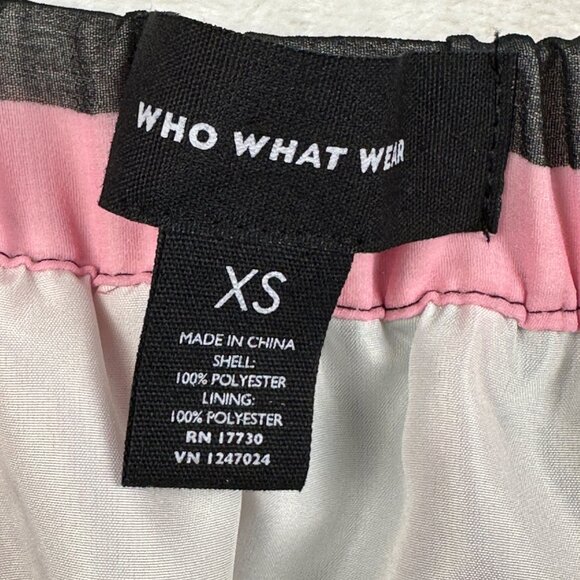 WHO WHAT WEAR
XS
MADE IN CHINA
SHELL:
100% POLYESTER
LINING:
100% POLYESTER
RN 17730
VN 1247024